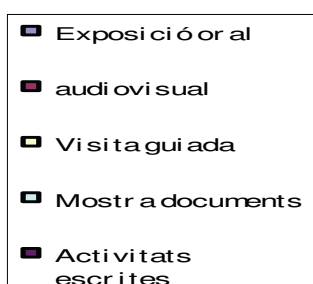 Exposició oral
audiovisual
Visita guiada
Mostra documents
Activitats
escrites